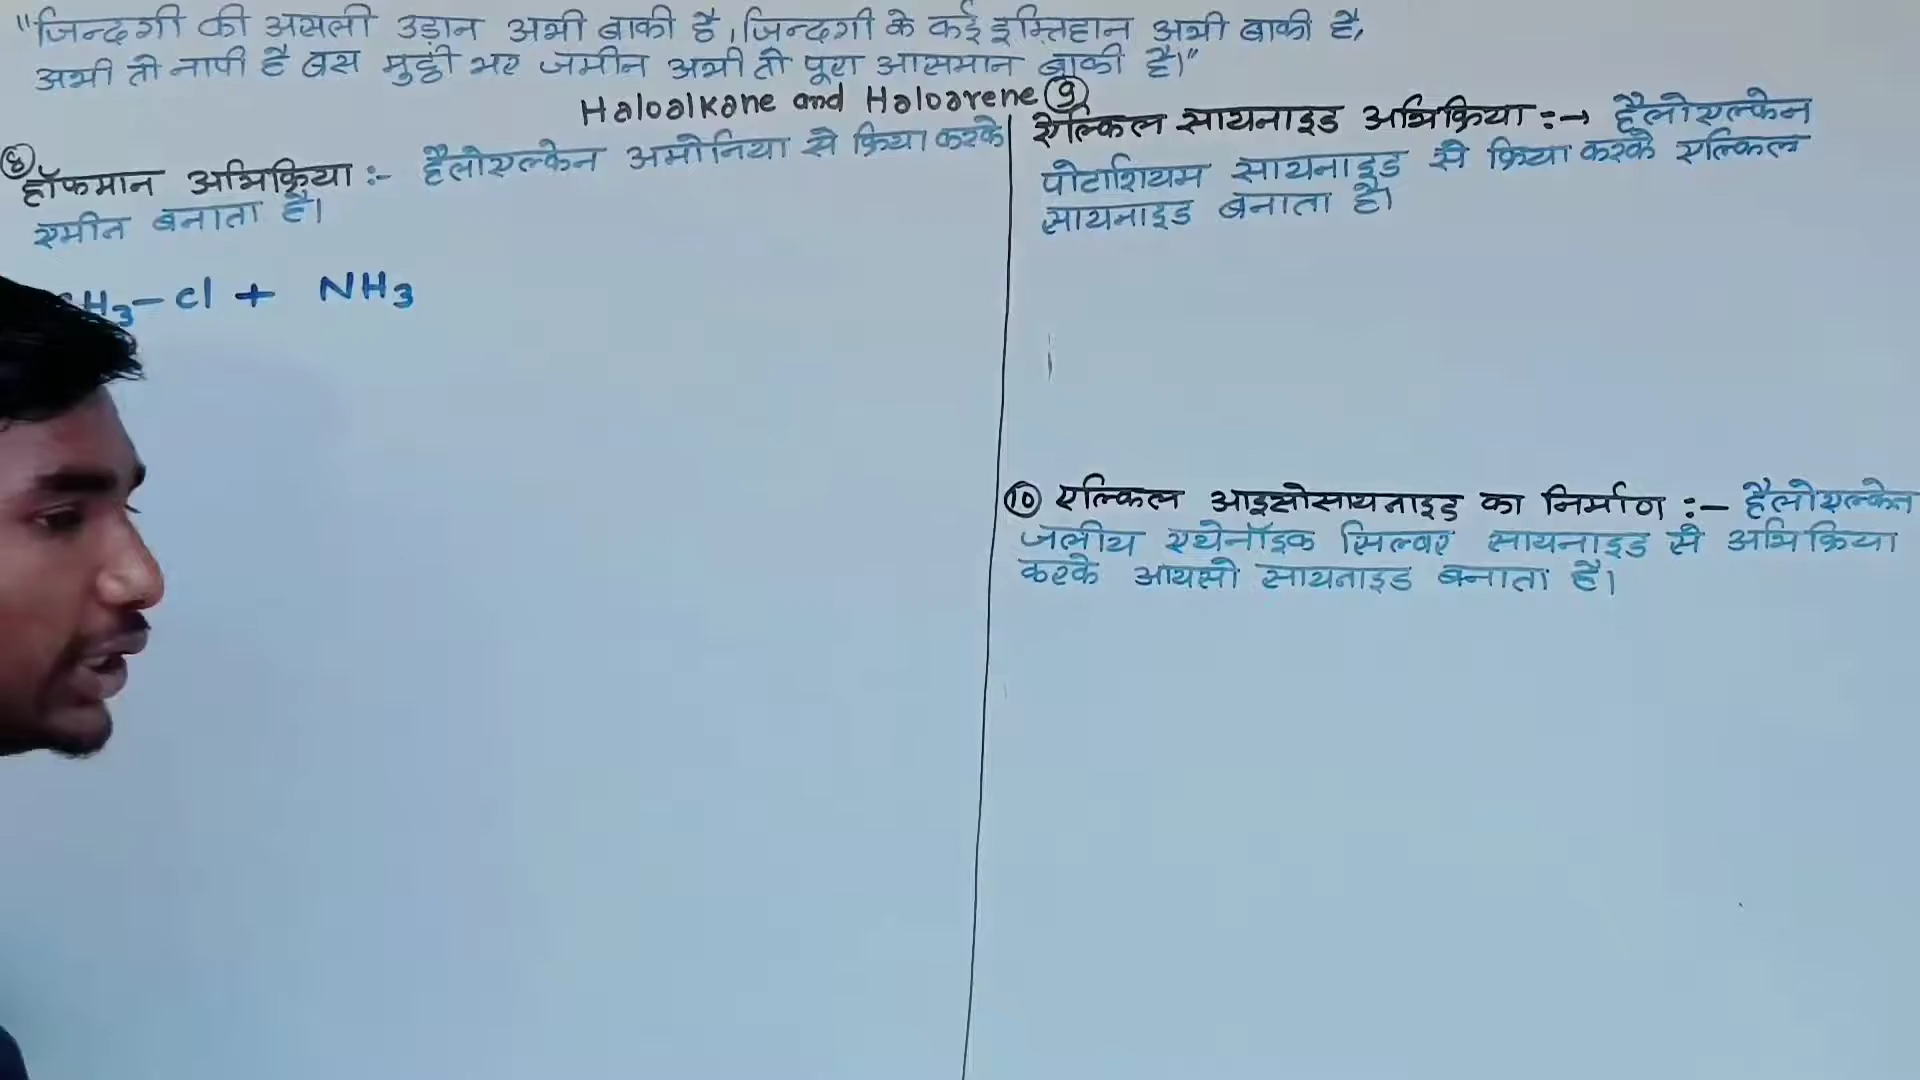 "जिन्दगी की असली उड़ान अभी बाकी है, जिन्दगी के कई इम्तिहान अभी बाकी है,
अभी तो नापी है बस मुट्ठी भर जमीन अभी तो पूरा आसमान बाकी है।"
Haloalkane and Haloarene
⑧ हॉफमान अभिक्रिया :- हैलोएल्केन अमोनिया से क्रिया करके
एमीन बनाता है।
H₃-Cl + NH₃
⑨ ऐल्किल सायनाइड अभिक्रिया :→ हैलोएल्केन
पोटाशियम सायनाइड से क्रिया करके एल्किल
सायनाइड बनाता है।
⑩ एल्किल आइसोसायनाइड का निर्माण :- हैलोएल्केन
जलीय एथेनॉइक सिल्वर सायनाइड से अभिक्रिया
करके आयसो सायनाइड बनाता है।